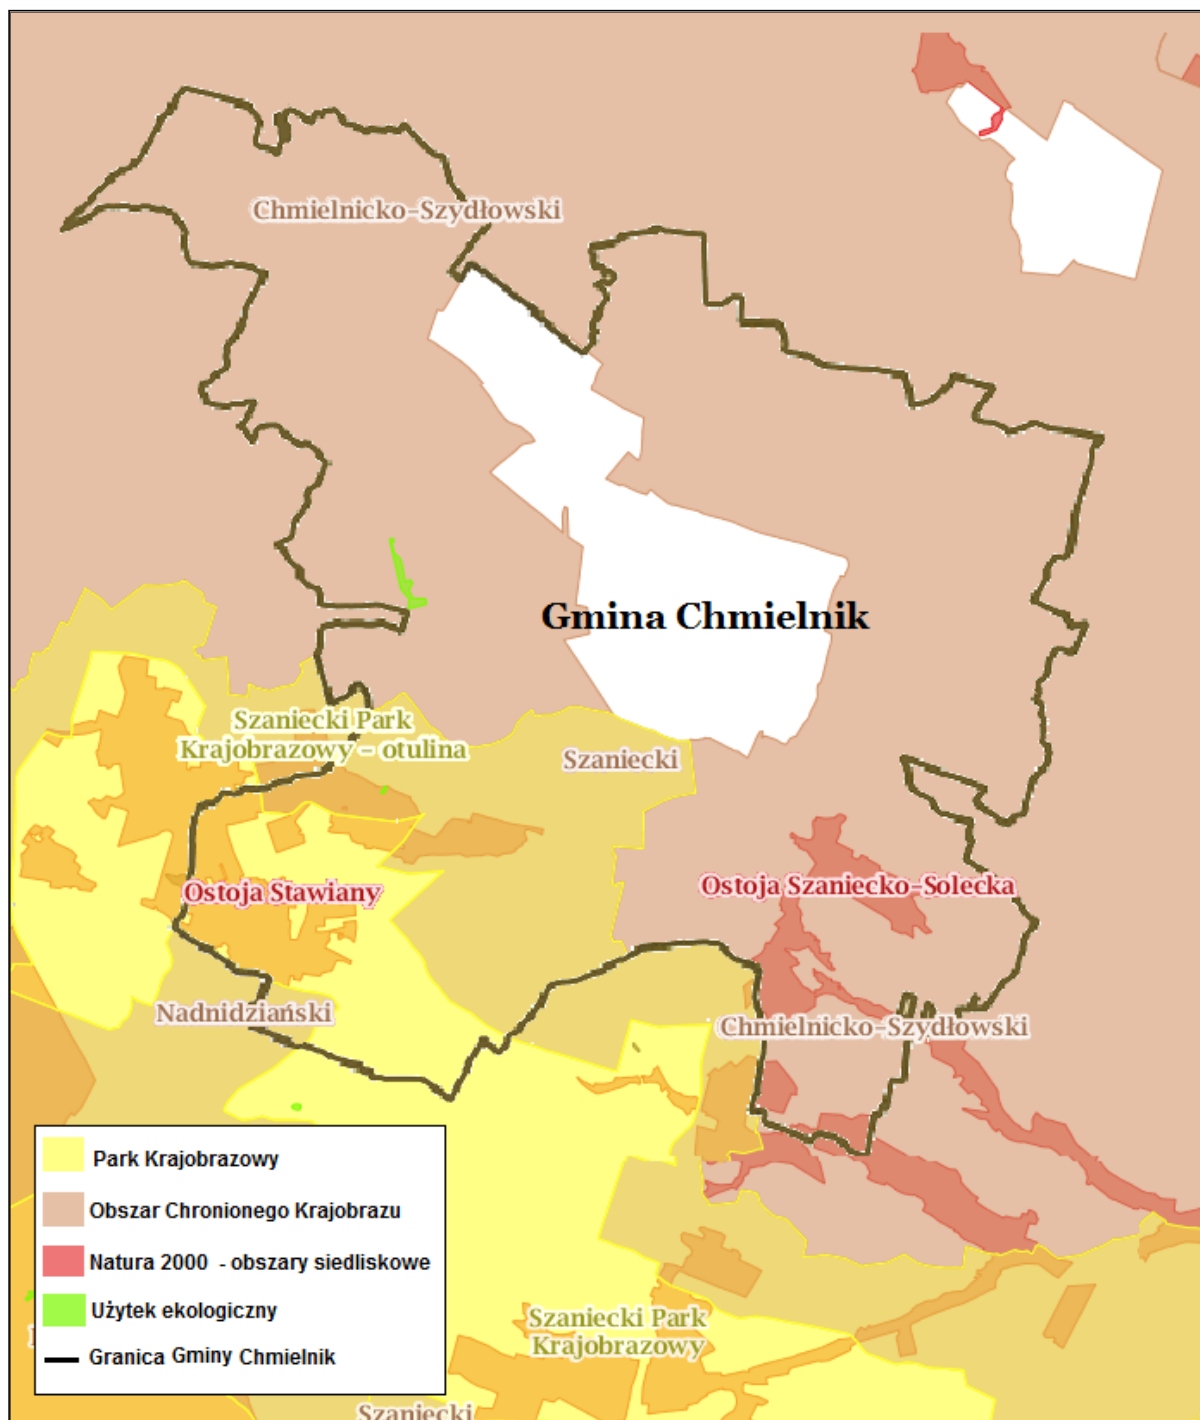 Chmielnicko-Szydłowski
Gmina Chmielnik
Szaniecki Park
Krajobrazowy - otulina
Szaniecki
Ostoja Stawiany
Ostoja Szaniecko-Solecka
Nadnidziański
Chmielnicko-Szydłowski
Park Krajobrazowy
Obszar Chronionego Krajobrazu
Natura 2000 - obszary siedliskowe
Użytek ekologiczny
Granica Gminy Chmielnik
Szaniecki Park
Krajobrazowy
Szaniecki